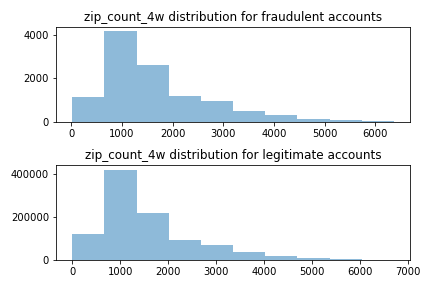 zip_count_4w distribution for fraudulent accounts
4000
2000
0
0 1000 2000 3000 4000 5000 6000
zip_count_4w distribution for legitimate accounts
400000
200000
0
0 1000 2000 3000 4000 5000 6000 7000